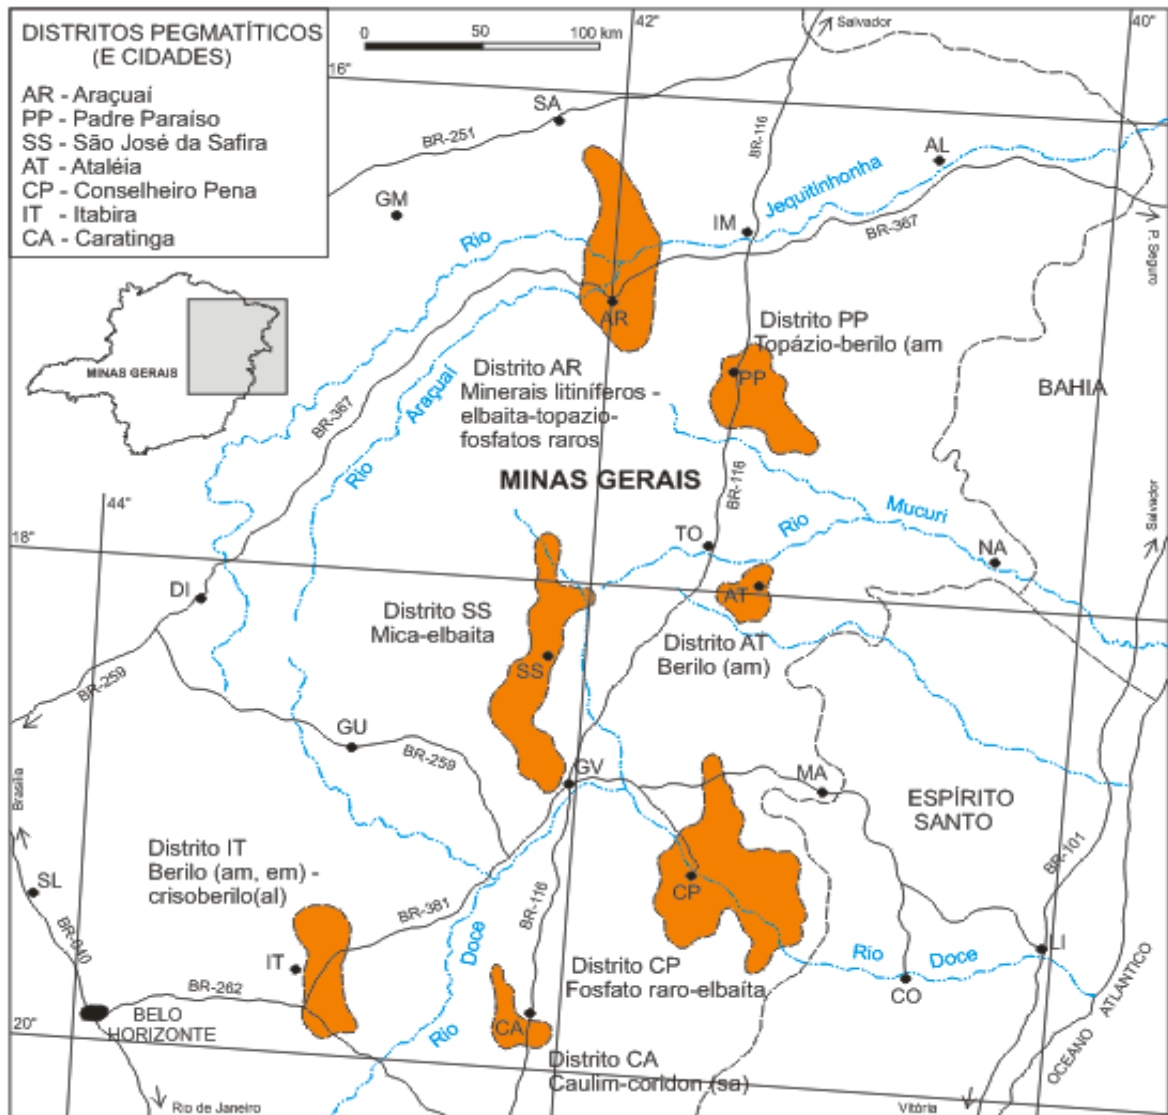 DISTRITOS PEGMATÍTICOS
(E CIDADES)
AR - Araçuaí
PP - Padre Paraíso
SS - São José da Safira
AT - Ataléia
CP - Conselheiro Pena
IT - Itabira
CA - Caratinga
0
50
100 km
42°
40°
Salvador
16°
SA
BR-251
BR-116
AL
GM
IM
Jequitinhonha
BR-367
Rio
P. Seguro
AR
Distrito PP
Topázio-berilo (am
PP
MINAS GERAIS
Distrito AR
Minerais litiníferos -
elbaita-topazio-
fosfatos raros
BAHIA
Araçuaí
Rio
BR-367
MINAS GERAIS
BR-116
44°
Rio
Mucuri
Salvador
18°
TO
NA
DI
AT
Distrito SS
Mica-elbaita
Distrito AT
Berilo (am)
SS
BR-259
GU
BR-259
GV
MA
ESPÍRITO
SANTO
Brasília
Distrito IT
Berilo (am, em) -
crisoberilo(al)
SL
BR-040
BR-381
BR-116
CP
BR-101
IT
Doce
Rio
Rio
Doce
LI
Distrito CP
Fosfato raro-elbaíta
CO
BR-262
BELO
HORIZONTE
20°
CA
OCEANO ATLANTICO
Distrito CA
Caulim-coridon (sa)
Rio de Janeiro
Vitória